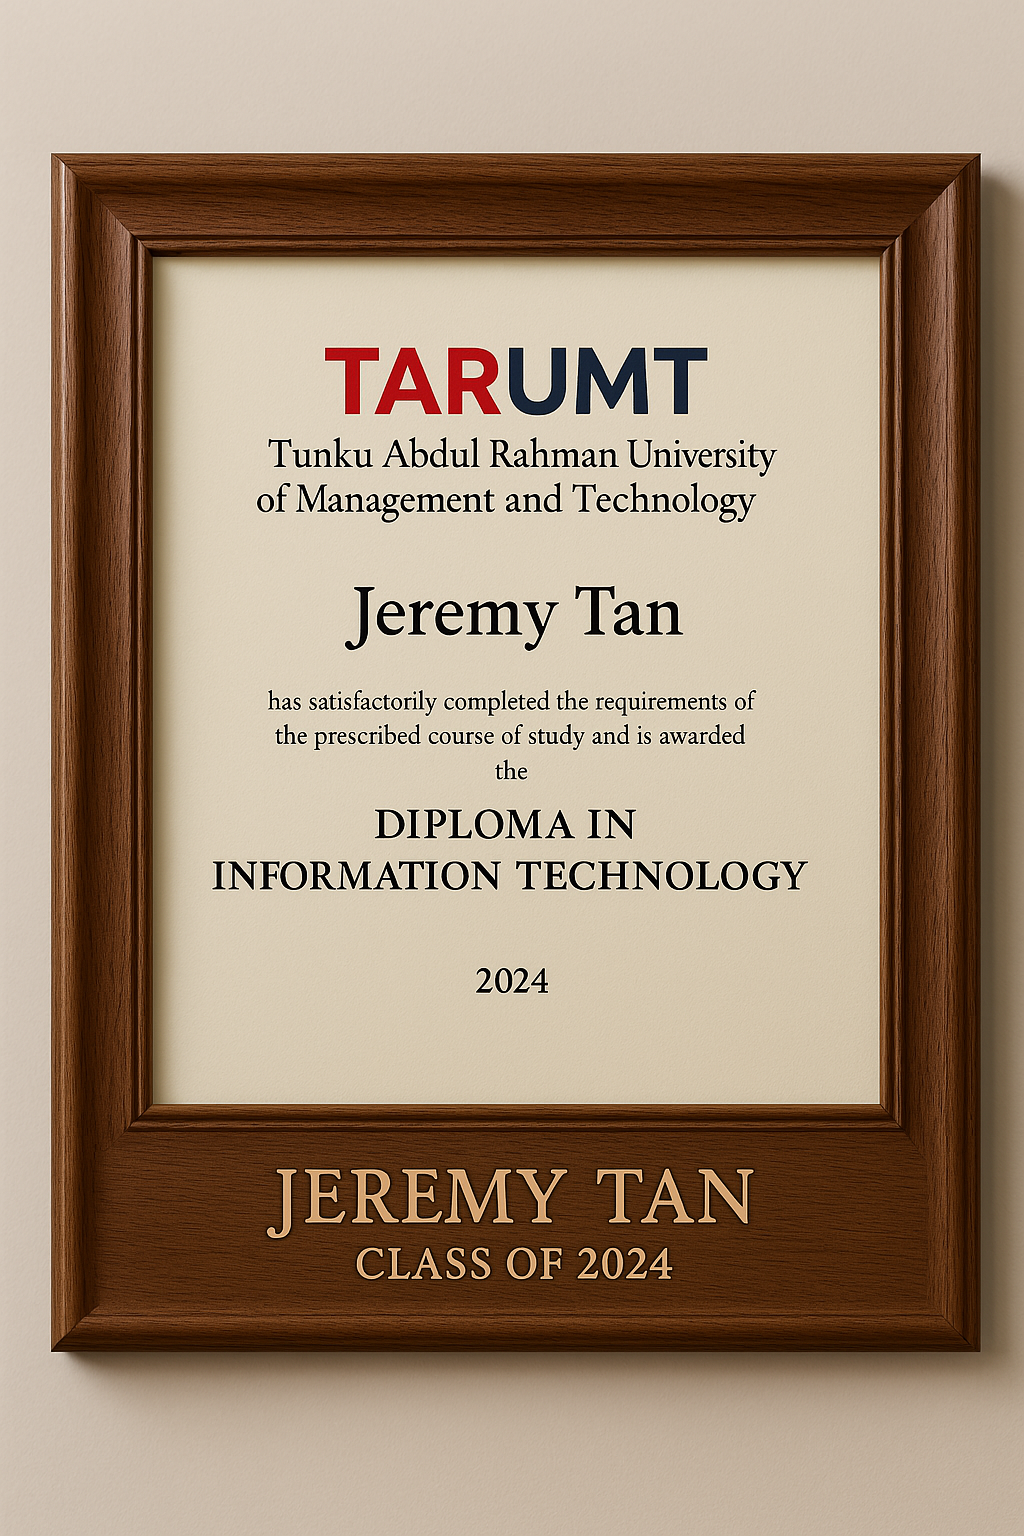 TARUMT
Tunku Abdul Rahman University
of Management and Technology
Jeremy Tan
has satisfactorily completed the requirements of
the prescribed course of study and is awarded
the
DIPLOMA IN
INFORMATION TECHNOLOGY
2024
JEREMY TAN
CLASS OF 2024